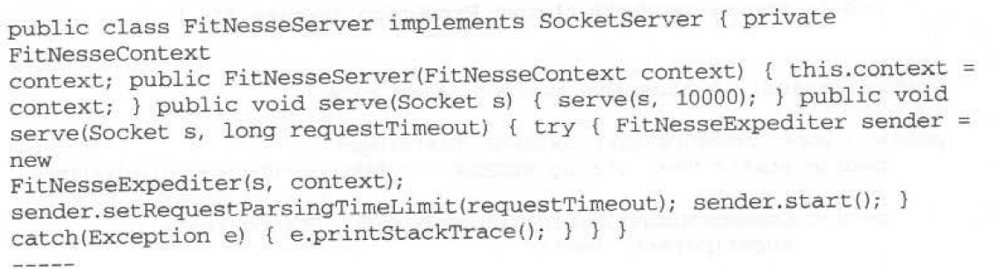 public class FitNesseServer implements SocketServer { private
FitNesseContext
context; public FitNesseServer(FitNesseContext context) { this.context =
context; } public void serve(Socket s) { serve(s, 10000); } public void
serve(Socket s, long requestTimeout) { try { FitNesseExpediter sender =
new
FitNesseExpediter(s, context);
sender.setRequestParsingTimeLimit(requestTimeout); sender.start(); }
catch(Exception e) { e.printStackTrace(); } } }
-----